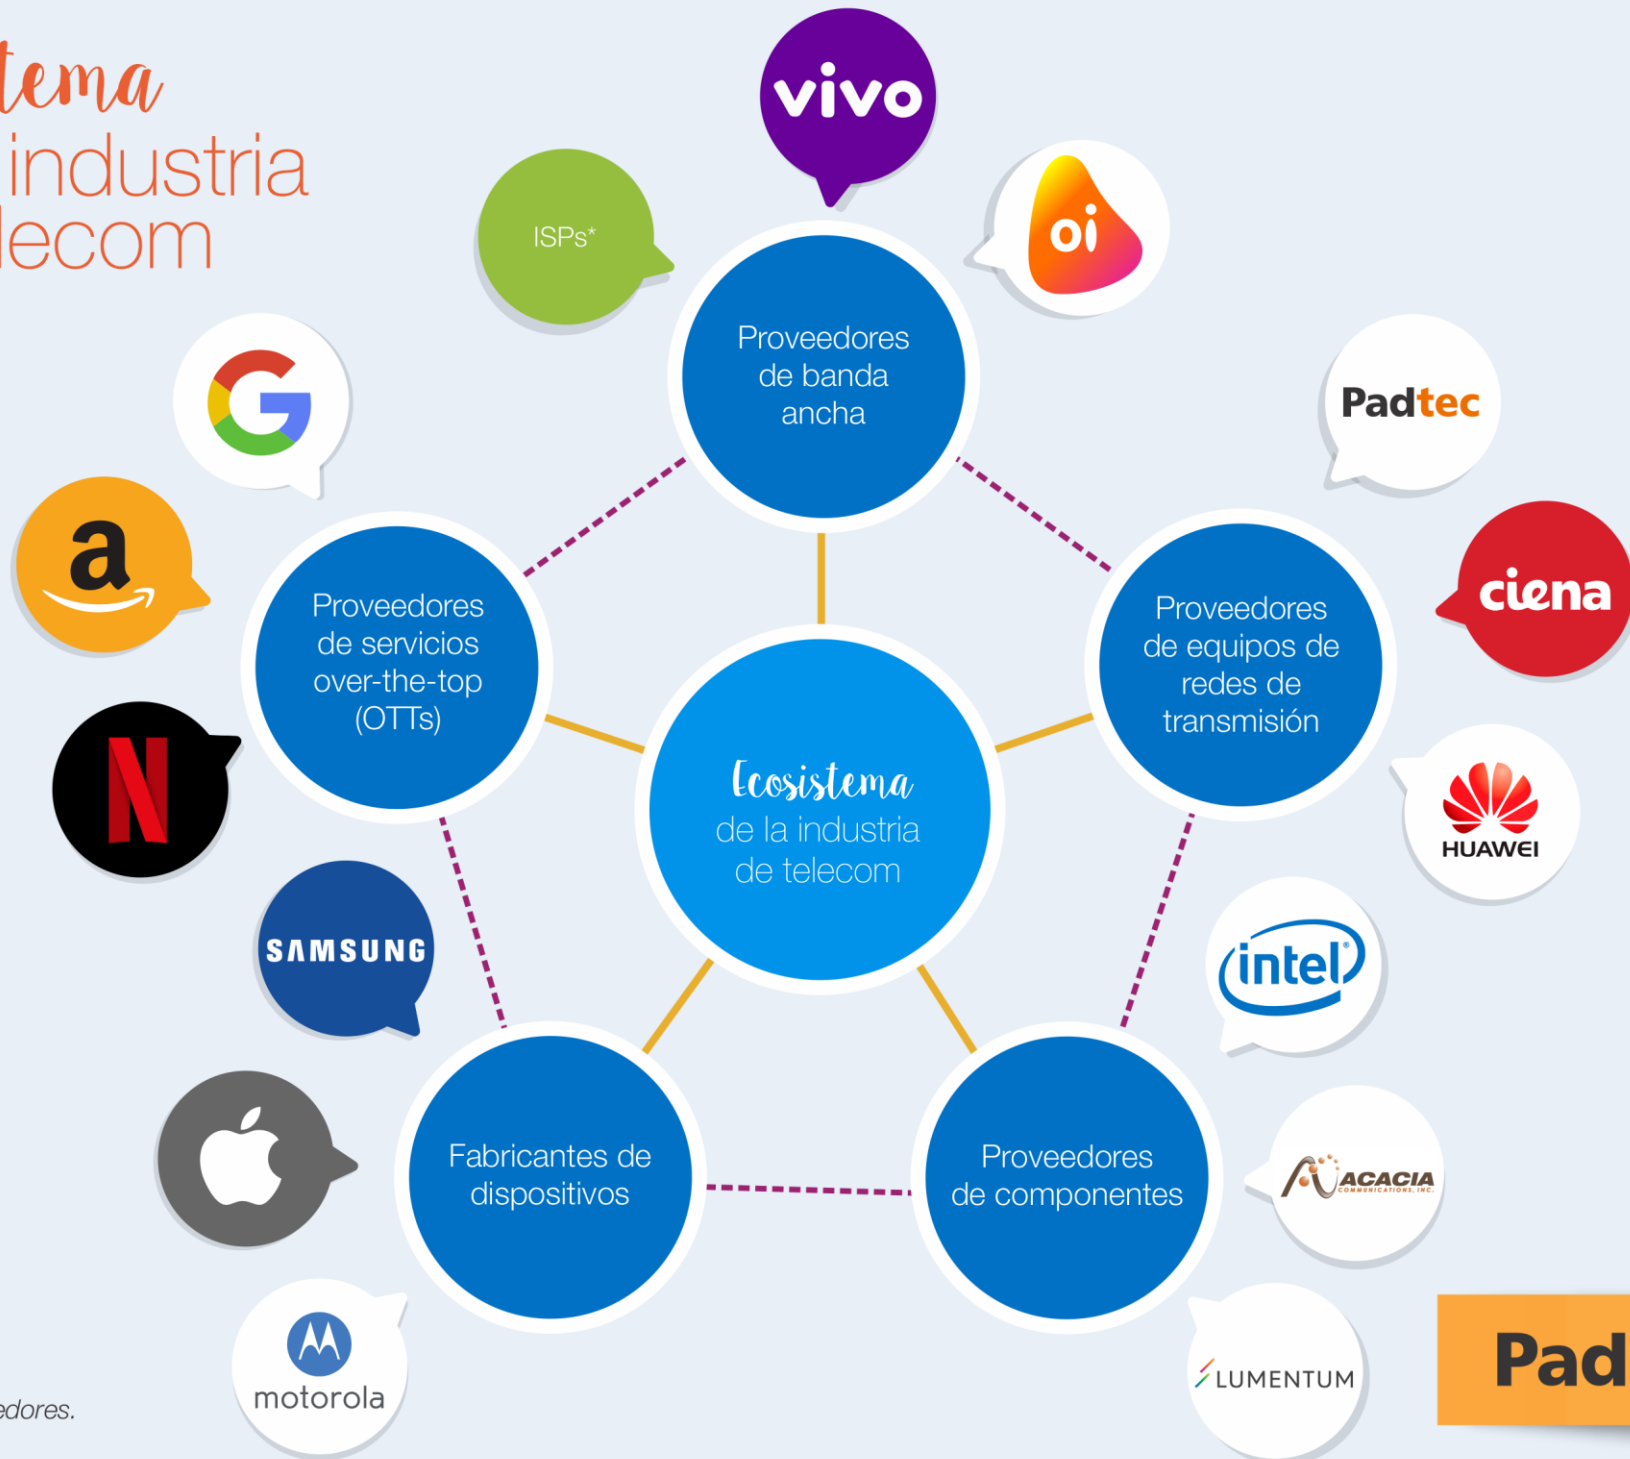 tema
industria
lecom
vivo
ISPs*
oi
Proveedores
de banda
ancha
G
Padtec
a
ciena
Proveedores
de servicios
over-the-top
(OTTs)
Proveedores
de equipos de
redes de
transmisión
N
Ecosistema
de la industria
de telecom
HUAWEI
SAMSUNG
intel
Fabricantes de
dispositivos
Proveedores
de componentes
ACACIA
COMMUNICATIONS, INC.
motorola
LUMENTUM
Pad
edores.